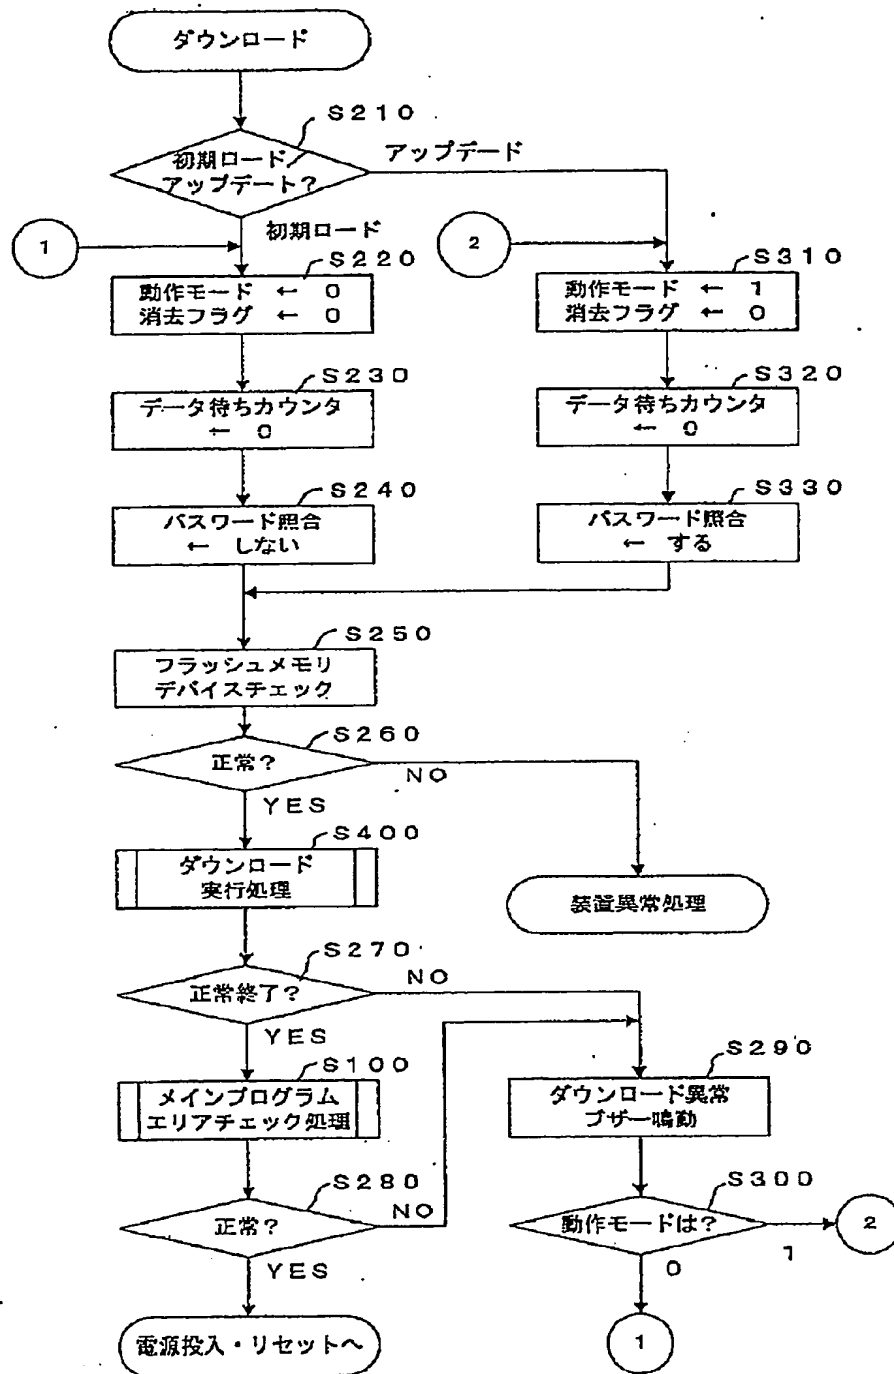 ダウンロード
S210
初期ロード
アップデート?
アップデード
初期ロード
1
2
S220
動作モード ← 0
消去フラグ ← 0
S310
動作モード ← 1
消去フラグ ← 0
S230
データ待ちカウンタ
← 0
S320
データ待ちカウンタ
← 0
S240
パスワード照合
← しない
S330
パスワード照合
← する
S250
フラッシュメモリ
デバイスチェック
S260
正常?
NO
YES
S400
ダウンロード
実行処理
装置異常処理
S270
正常終了?
NO
YES
S100
メインプログラム
エリアチェック処理
S290
ダウンロード異常
ブザー鳴動
S280
正常?
NO
YES
S300
動作モードは?
1
2
0
電源投入・リセットへ
1